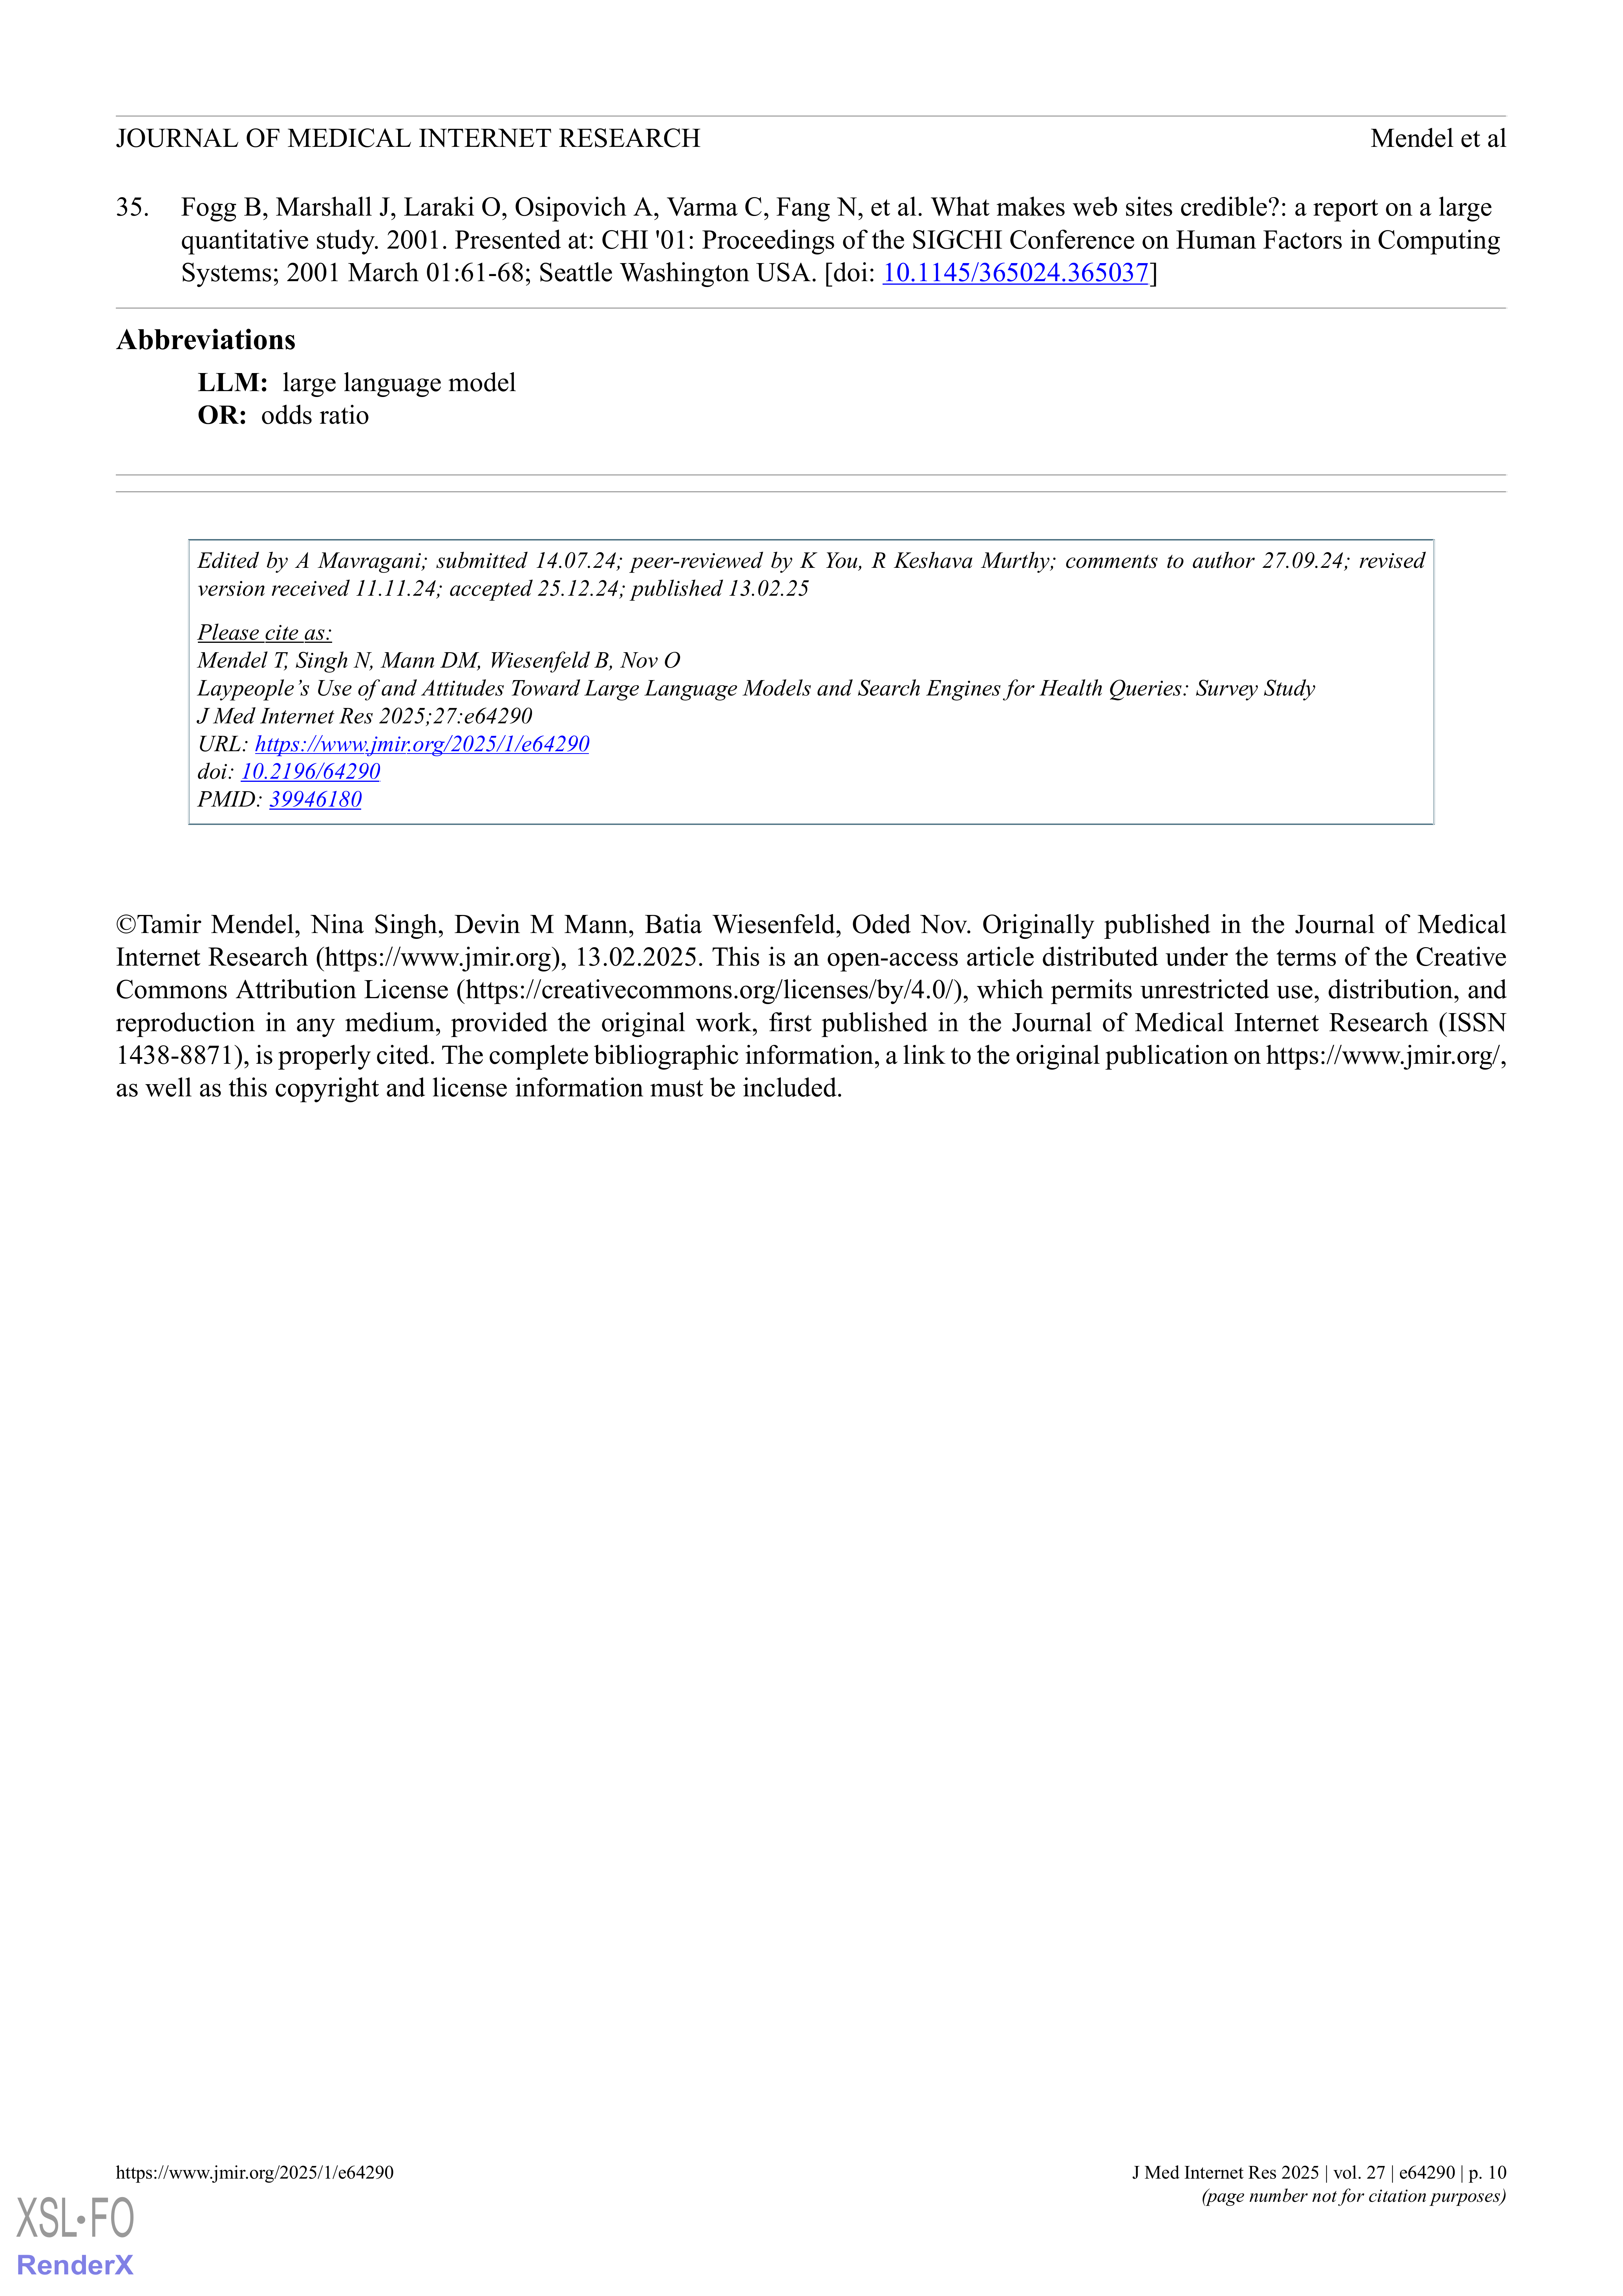 JOURNAL OF MEDICAL INTERNET RESEARCH
Mendel et al
35. Fogg B, Marshall J, Laraki O, Osipovich A, Varma C, Fang N, et al. What makes web sites credible?: a report on a large
quantitative study. 2001. Presented at: CHI '01: Proceedings of the SIGCHI Conference on Human Factors in Computing
Systems; 2001 March 01:61-68; Seattle Washington USA. [doi: 10.1145/365024.365037]
Abbreviations
LLM: large language model
OR: odds ratio
Edited by A Mavragani; submitted 14.07.24; peer-reviewed by K You, R Keshava Murthy; comments to author 27.09.24; revised
version received 11.11.24; accepted 25.12.24; published 13.02.25
Please cite as:
Mendel T, Singh N, Mann DM, Wiesenfeld B, Nov O
Laypeople’s Use of and Attitudes Toward Large Language Models and Search Engines for Health Queries: Survey Study
J Med Internet Res 2025;27:e64290
URL: https://www.jmir.org/2025/1/e64290
doi: 10.2196/64290
PMID: 39946180
©Tamir Mendel, Nina Singh, Devin M Mann, Batia Wiesenfeld, Oded Nov. Originally published in the Journal of Medical
Internet Research (https://www.jmir.org), 13.02.2025. This is an open-access article distributed under the terms of the Creative
Commons Attribution License (https://creativecommons.org/licenses/by/4.0/), which permits unrestricted use, distribution, and
reproduction in any medium, provided the original work, first published in the Journal of Medical Internet Research (ISSN
1438-8871), is properly cited. The complete bibliographic information, a link to the original publication on https://www.jmir.org/,
as well as this copyright and license information must be included.
https://www.jmir.org/2025/1/e64290
J Med Internet Res 2025 | vol. 27 | e64290 | p. 10
(page number not for citation purposes)
XSL•FO
RenderX